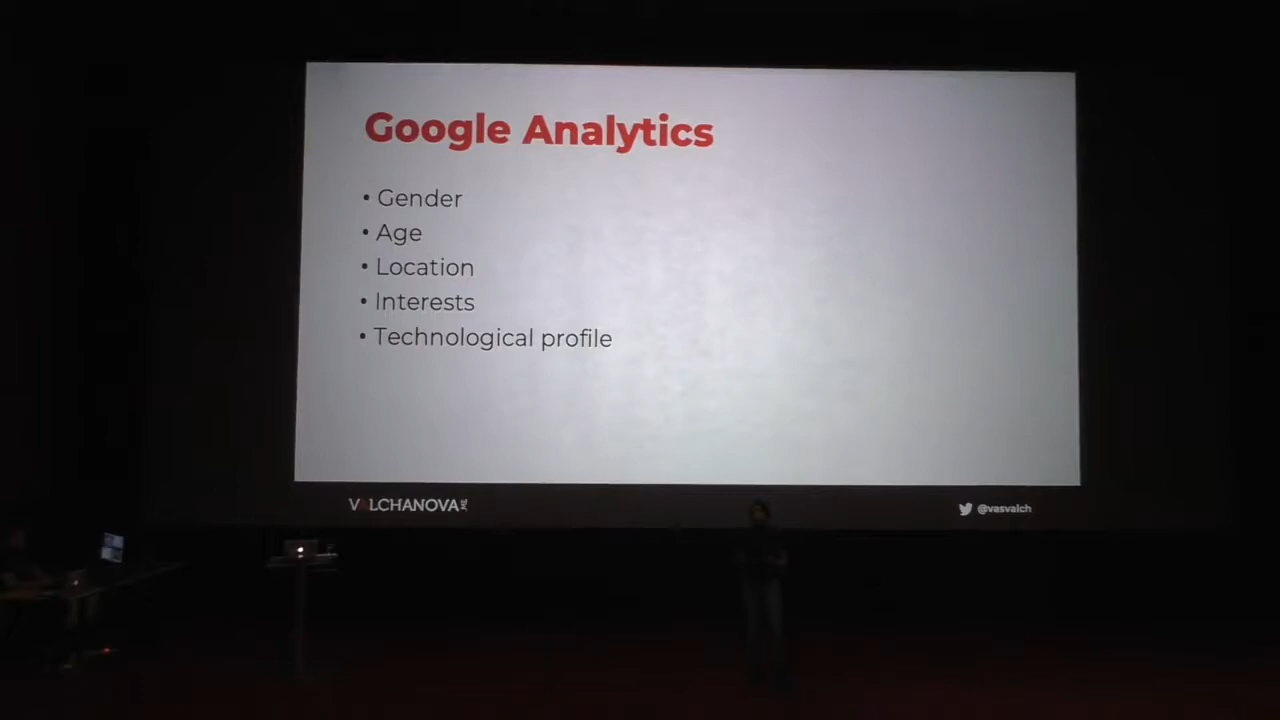 Google Analytics
• Gender
• Age
• Location
• Interests
• Technological profile
VALCHANOVA
@vasvalch